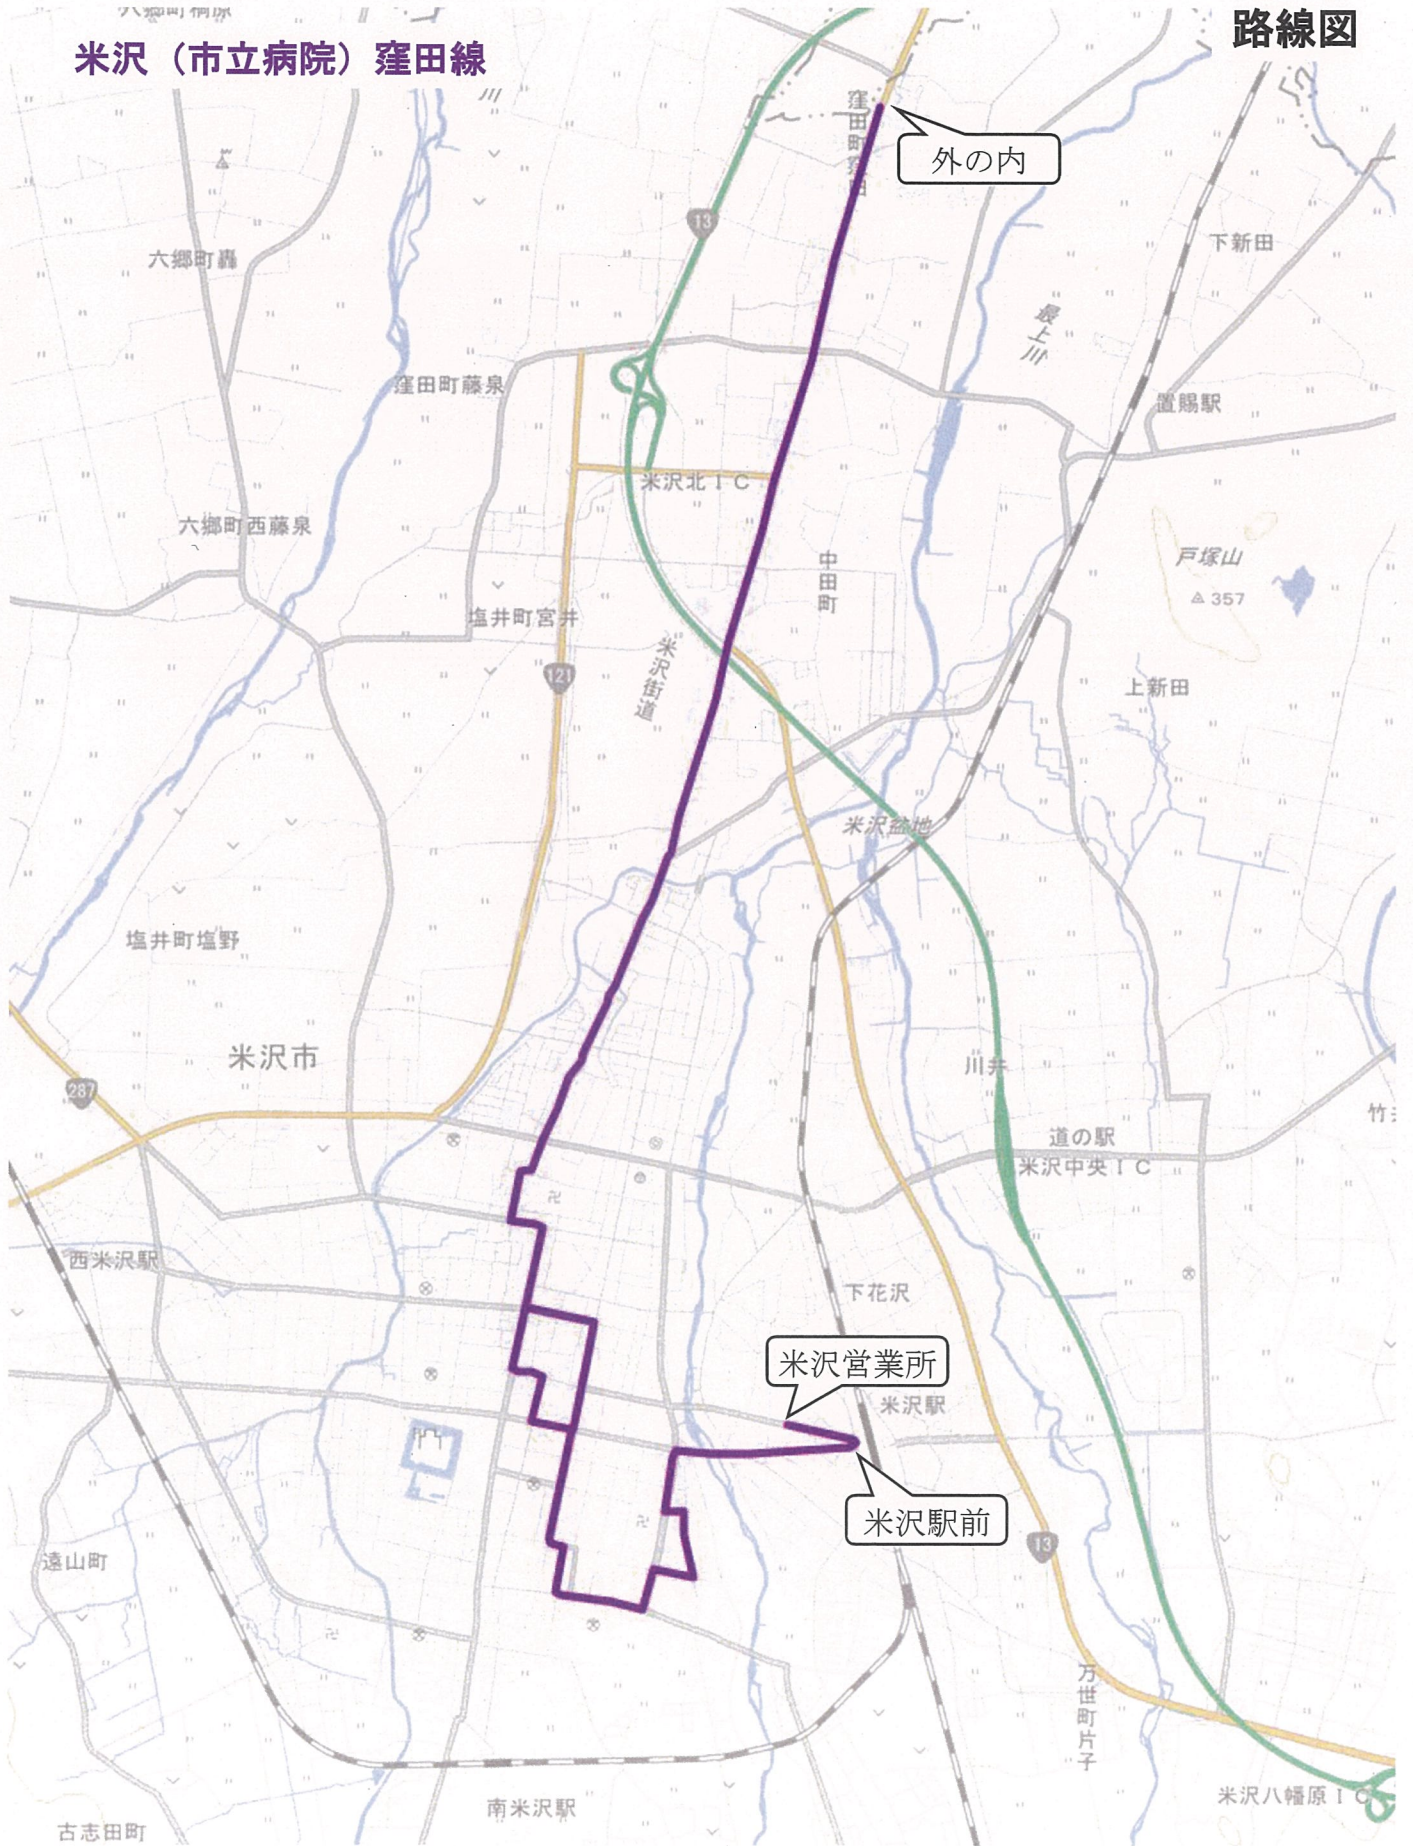 路線図
米沢（市立病院）窪田線
窪田町窪田
外の内
13
下新田
六郷町轟
最上川
窪田町藤泉
置賜駅
米沢北ＩＣ
六郷町西藤泉
戸塚山
357
中田町
塩井町宮井
米沢街道
121
上新田
米沢盆地
塩井町塩野
米沢市
川井
287
道の駅
米沢中央ＩＣ
西米沢駅
下花沢
米沢営業所
米沢駅
米沢駅前
13
遠山町
万世町片子
米沢八幡原ＩＣ
南米沢駅
古志田町